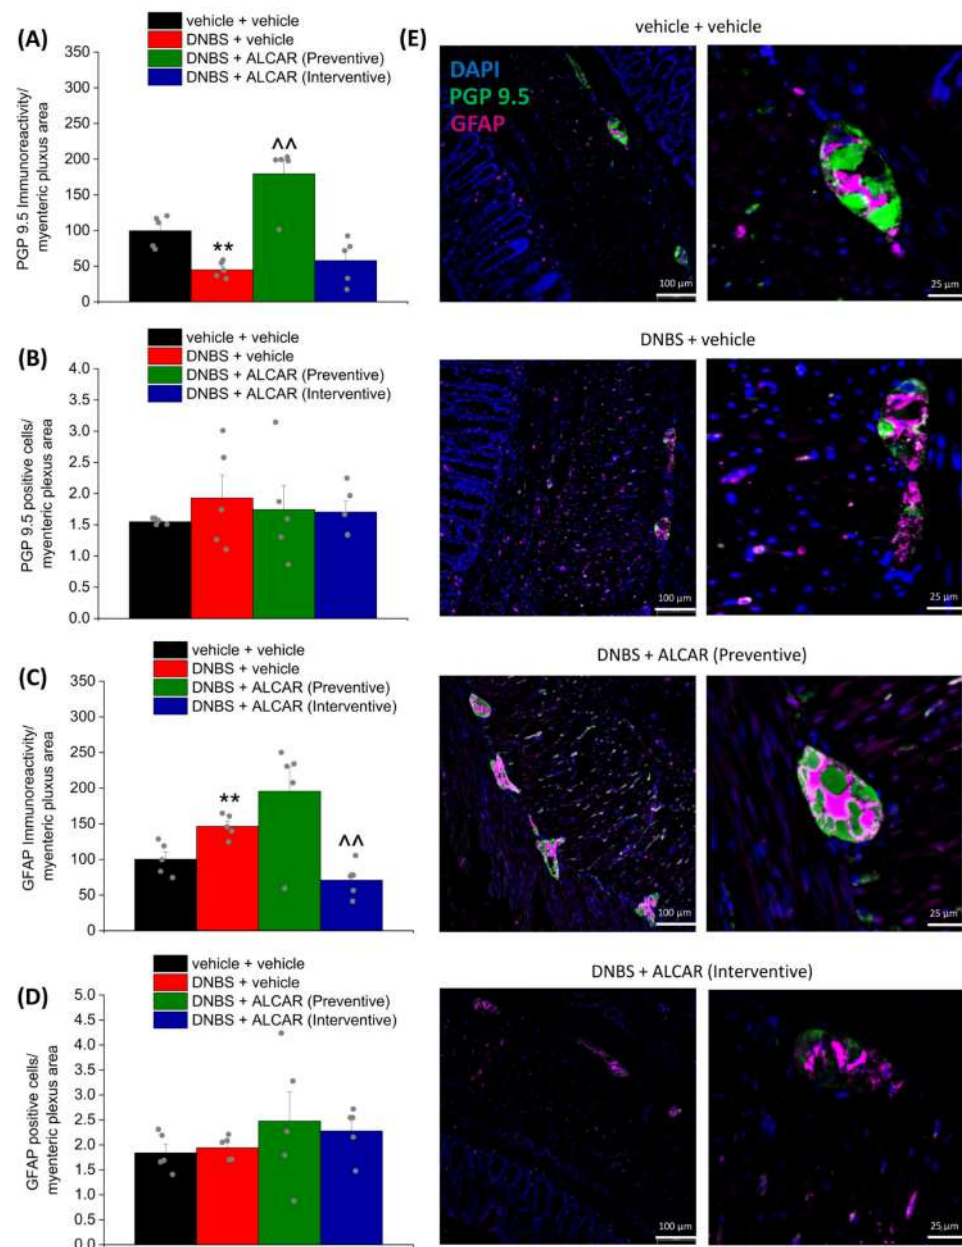 (A)
vehicle + vehicle
DNBS + vehicle
DNBS + ALCAR (Preventive)
DNBS + ALCAR (Interventive)
PGP 9.5 Immunoreactivity/
myenteric pluxus area
350
300
250
200
150
100
50
0
**
^^
(B)
vehicle + vehicle
DNBS + vehicle
DNBS + ALCAR (Preventive)
DNBS + ALCAR (Interventive)
PGP 9.5 positive cells/
myenteric plexus area
4.0
3.5
3.0
2.5
2.0
1.5
1.0
0.5
0.0
(C)
vehicle + vehicle
DNBS + vehicle
DNBS + ALCAR (Preventive)
DNBS + ALCAR (Interventive)
GFAP Immunoreactivity/
myenteric pluxus area
350
300
250
200
150
100
50
0
**
^^
(D)
vehicle + vehicle
DNBS + vehicle
DNBS + ALCAR (Preventive)
DNBS + ALCAR (Interventive)
GFAP positive cells/
myenteric plexus area
5.0
4.5
4.0
3.5
3.0
2.5
2.0
1.5
1.0
0.5
0.0
(E)
vehicle + vehicle
DAPI
PGP 9.5
GFAP
100 µm
25 µm
DNBS + vehicle
100 µm
25 µm
DNBS + ALCAR (Preventive)
100 µm
25 µm
DNBS + ALCAR (Interventive)
100 µm
25 µm